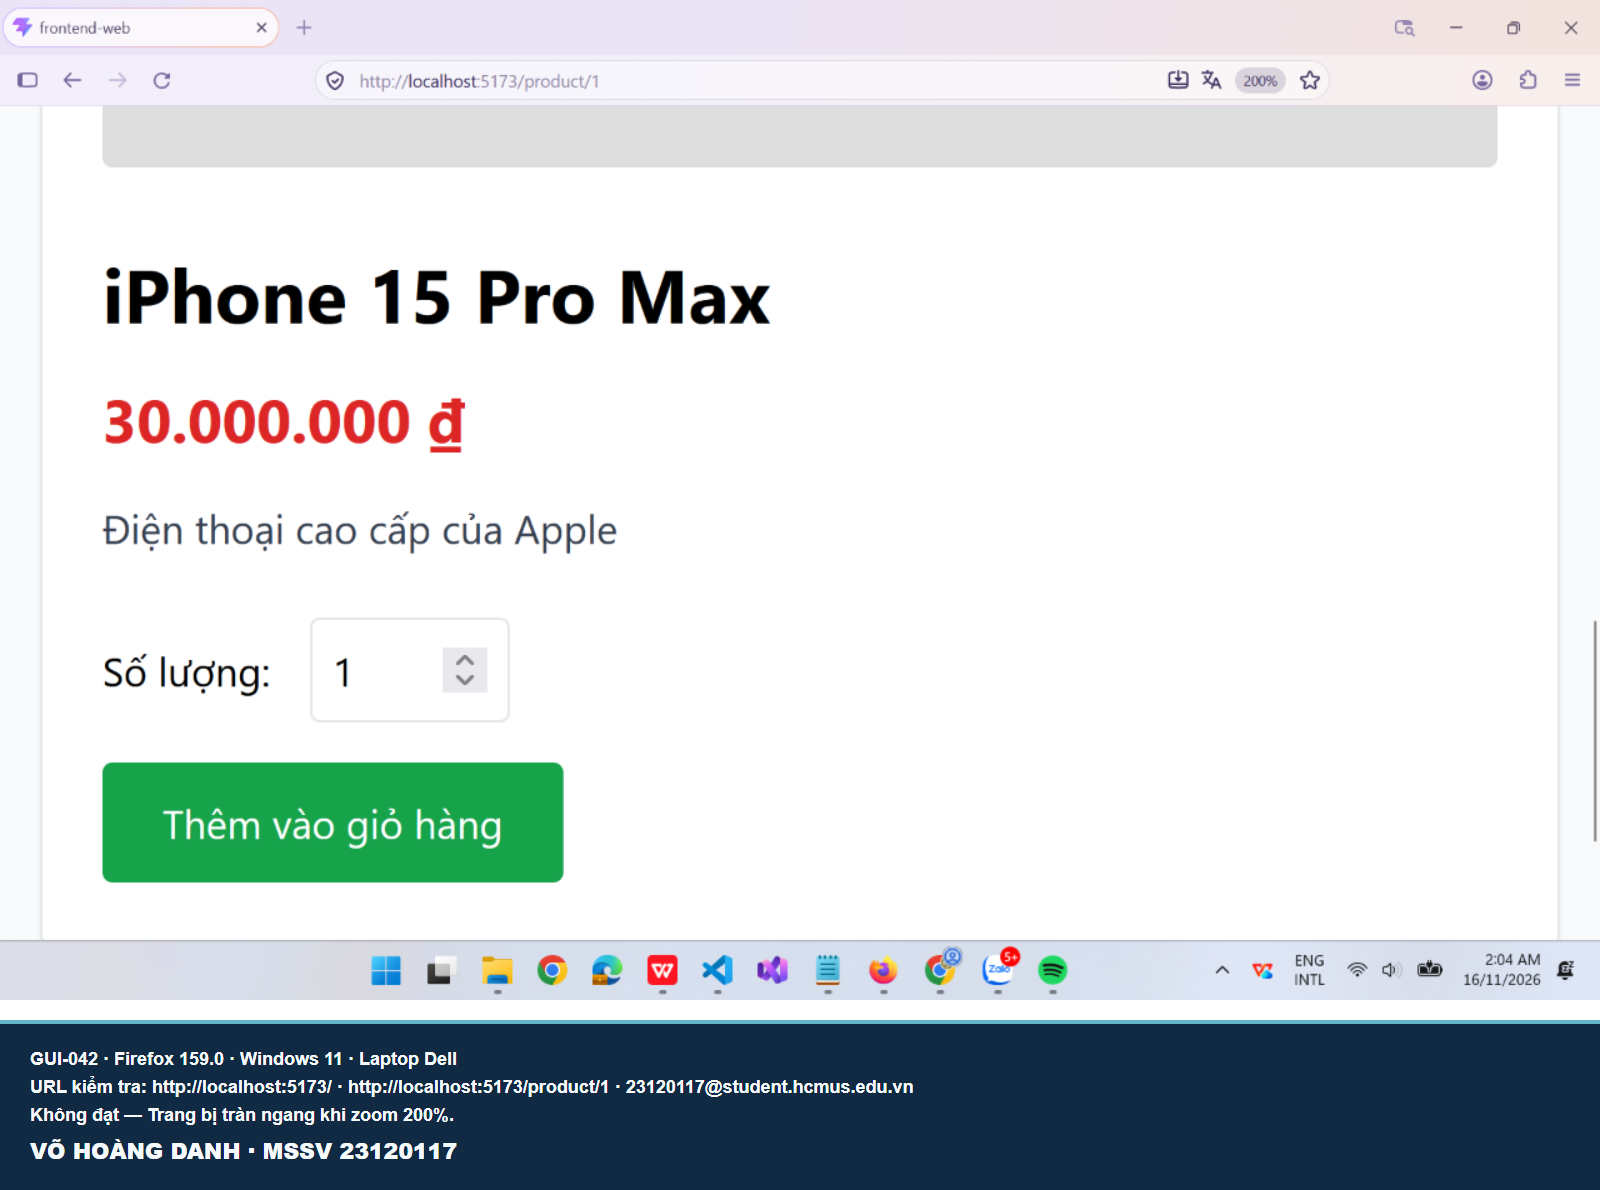 frontend-web
http://localhost:5173/product/1
200%
iPhone 15 Pro Max
30.000.000 ₫
Điện thoại cao cấp của Apple
Số lượng:
1
Thêm vào giỏ hàng
Zalo
5+
ENG
INTL
2:04 AM
16/11/2026
GUI-042 · Firefox 159.0 · Windows 11 · Laptop Dell
URL kiểm tra: http://localhost:5173/ · http://localhost:5173/product/1 · 23120117@student.hcmus.edu.vn
Không đạt — Trang bị tràn ngang khi zoom 200%.
VÕ HOÀNG DANH · MSSV 23120117